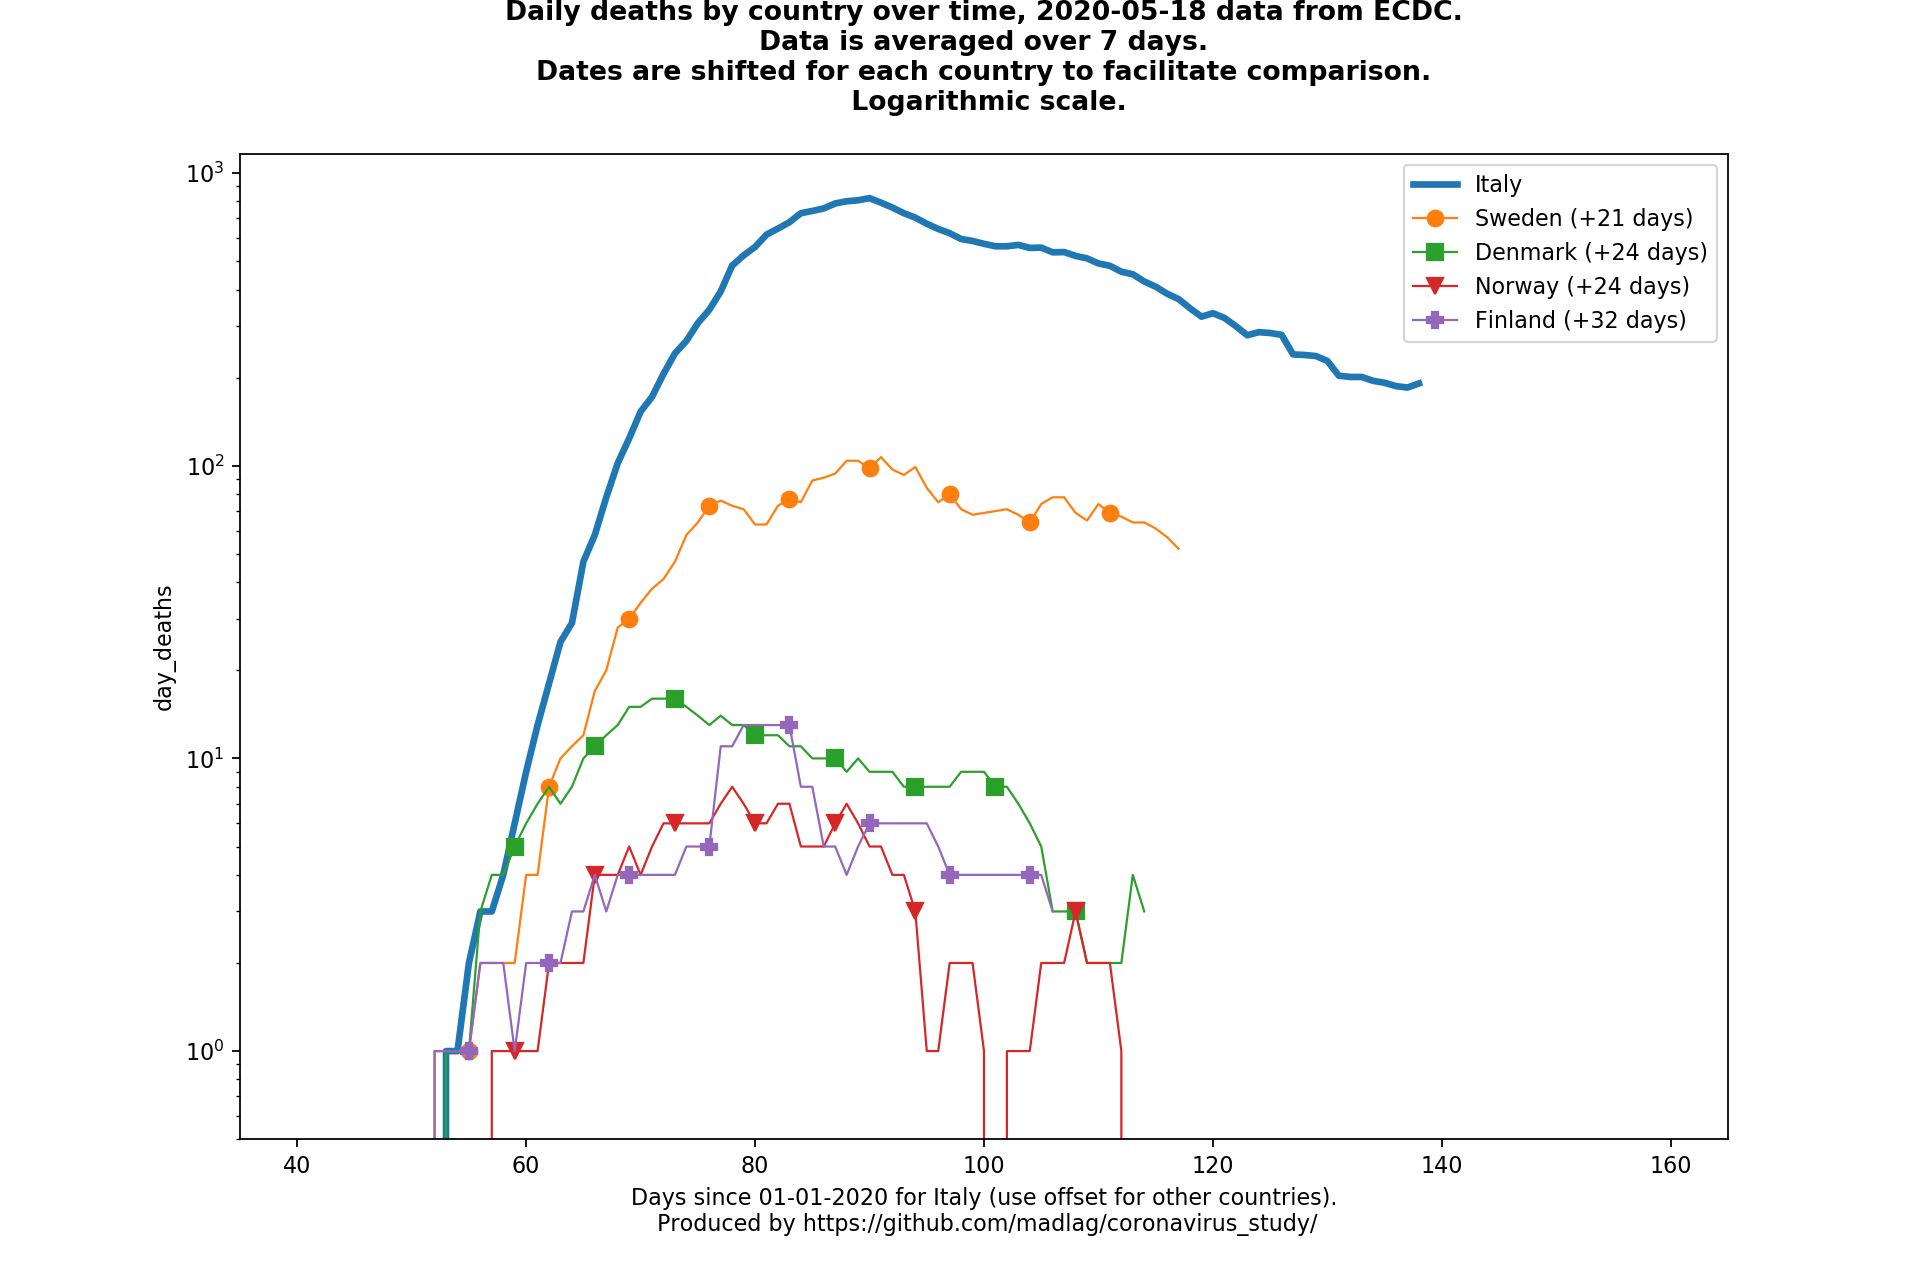 Daily deaths by country over time, 2020-05-18 data from ECDC.
Data is averaged over 7 days.
Dates are shifted for each country to facilitate comparison.
Logarithmic scale.
10³
10²
10¹
10⁰
day_deaths
Italy
Sweden (+21 days)
Denmark (+24 days)
Norway (+24 days)
Finland (+32 days)
40 60 80 100 120 140 160
Days since 01-01-2020 for Italy (use offset for other countries).
Produced by https://github.com/madlag/coronavirus_study/